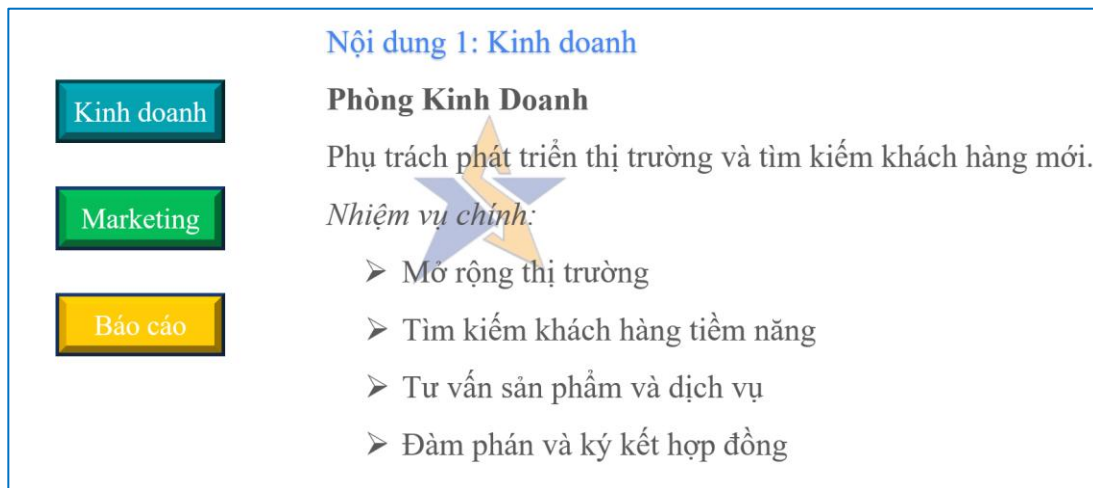 Nội dung 1: Kinh doanh
Kinh doanh
Marketing
Báo cáo
Phòng Kinh Doanh
Phụ trách phát triển thị trường và tìm kiếm khách hàng mới.
Nhiệm vụ chính:
➢ Mở rộng thị trường
➢ Tìm kiếm khách hàng tiềm năng
➢ Tư vấn sản phẩm và dịch vụ
➢ Đàm phán và ký kết hợp đồng